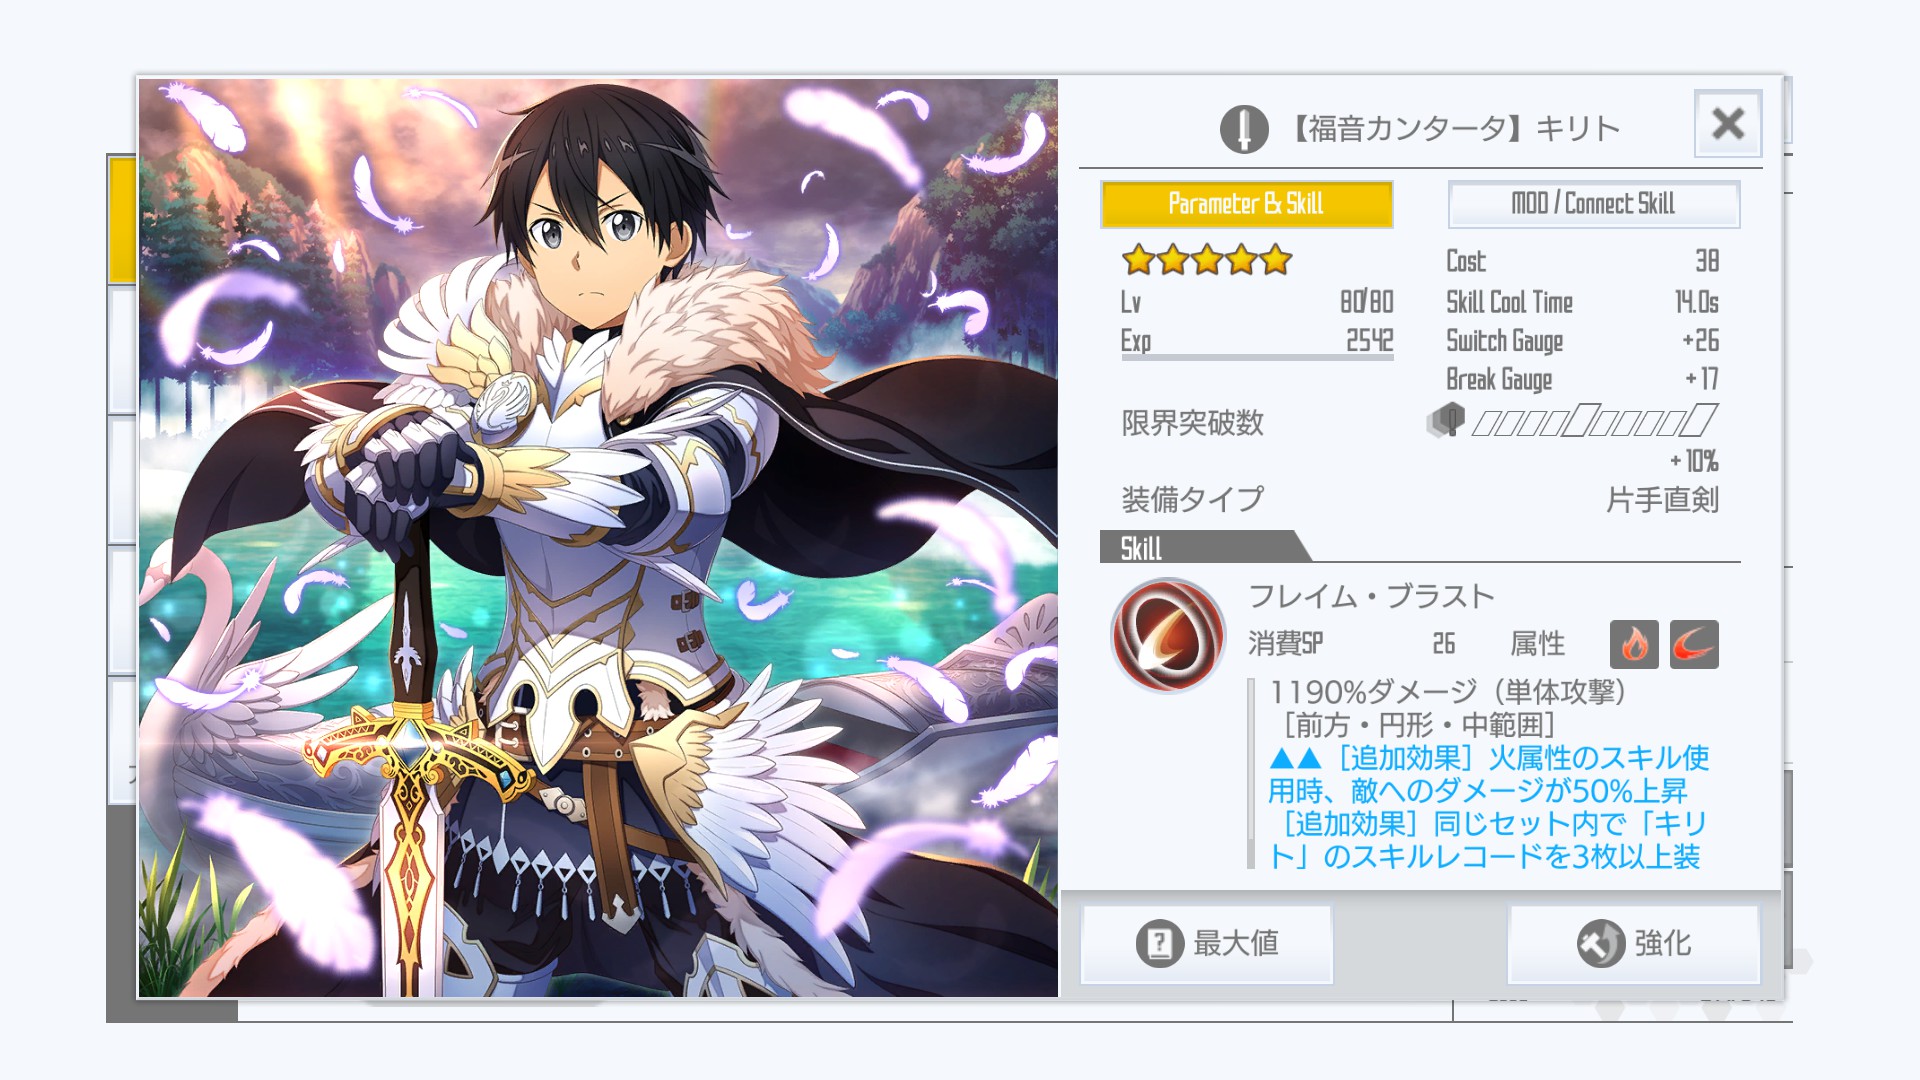 【福音カンタータ】キリト
Parameter & Skill
MOD / Connect Skill
Lv 80/80
Exp 2542
Cost 38
Skill Cool Time 14.0s
Switch Gauge +26
Break Gauge +17
限界突破数
+10%
装備タイプ 片手直剣
Skill
フレイム・ブラスト
消費SP 26 属性
1190%ダメージ（単体攻撃）
［前方・円形・中範囲］
▲▲［追加効果］火属性のスキル使
用時、敵へのダメージが50%上昇
［追加効果］同じセット内で「キリ
ト」のスキルレコードを3枚以上装
最大値
強化